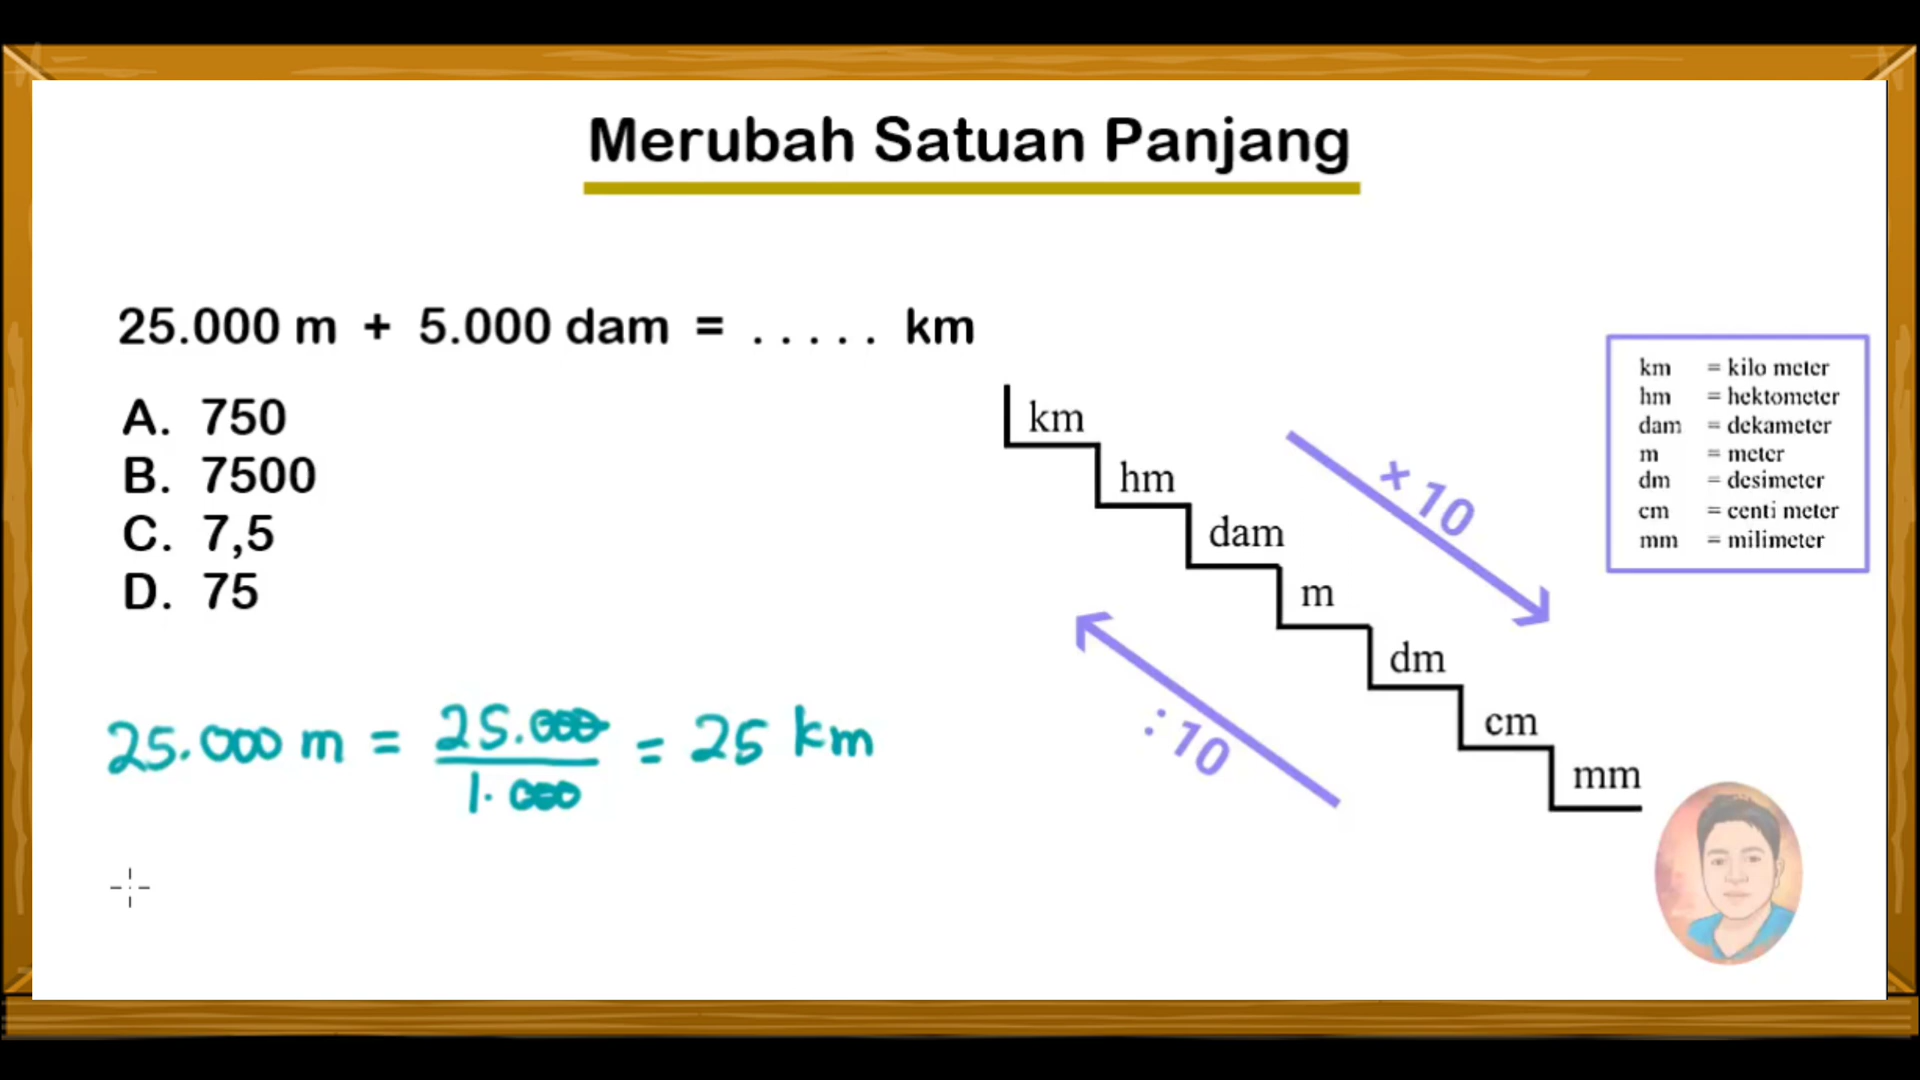 Merubah Satuan Panjang
25.000 m + 5.000 dam = ..... km
A. 750
B. 7500
C. 7,5
D. 75
25.000 m = 25.000 / 1.000 = 25 km
km
hm
dam
m
dm
cm
mm
× 10
: 10
km = kilo meter
hm = hektometer
dam = dekameter
m = meter
dm = desimeter
cm = centi meter
mm = milimeter